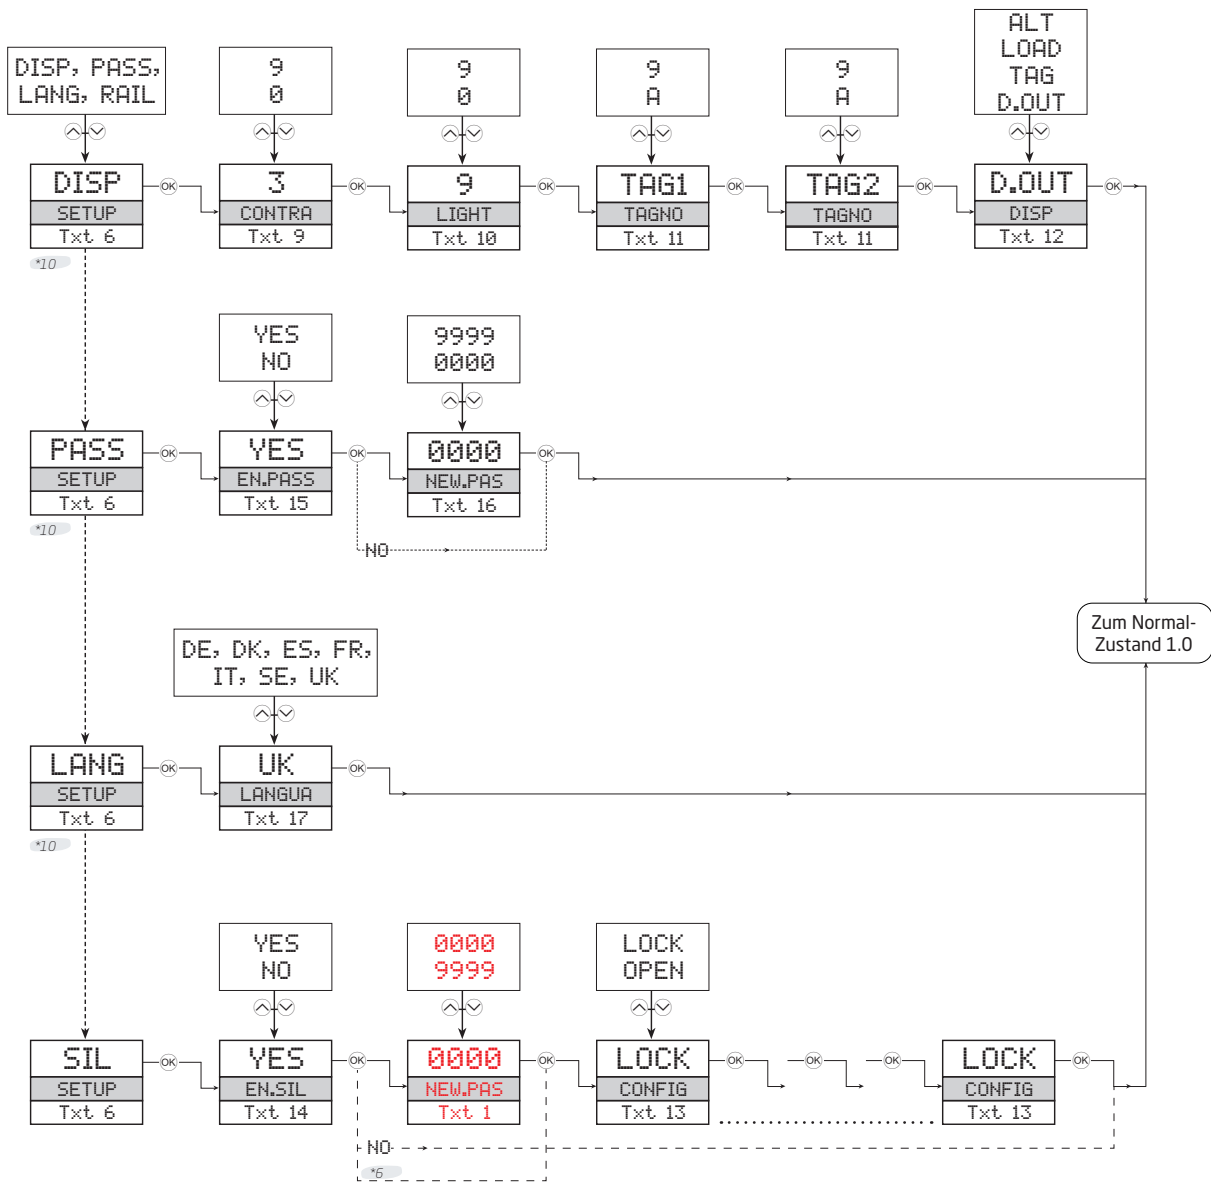 ALT
LOAD
TAG
D.OUT
DISP, PASS,
LANG, RAIL
9
0
9
0
9
A
9
A
DISP
SETUP
Txt 6
OK
3
CONTRA
Txt 9
OK
9
LIGHT
Txt 10
OK
TAG1
TAGNO
Txt 11
OK
TAG2
TAGNO
Txt 11
OK
D.OUT
DISP
Txt 12
OK
*10
YES
NO
9999
0000
PASS
SETUP
Txt 6
OK
YES
EN.PASS
Txt 15
OK
0000
NEW.PAS
Txt 16
OK
*10
NO
Zum Normal-
Zustand 1.0
DE, DK, ES, FR,
IT, SE, UK
LANG
SETUP
Txt 6
OK
UK
LANGUA
Txt 17
OK
*10
YES
NO
0000
9999
LOCK
OPEN
SIL
SETUP
Txt 6
OK
YES
EN.SIL
Txt 14
OK
0000
NEW.PAS
Txt 1
OK
LOCK
CONFIG
Txt 13
OK
OK
OK
LOCK
CONFIG
Txt 13
OK
NO
*6